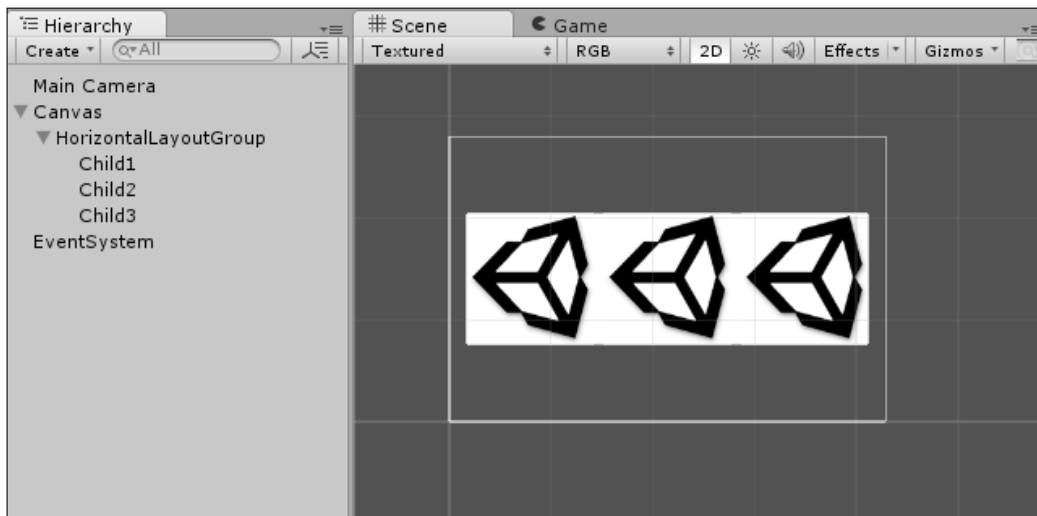 Hierarchy
Create
All
Main Camera
Canvas
HorizontalLayoutGroup
Child1
Child2
Child3
EventSystem
Scene
Game
Textured
RGB
2D
Effects
Gizmos